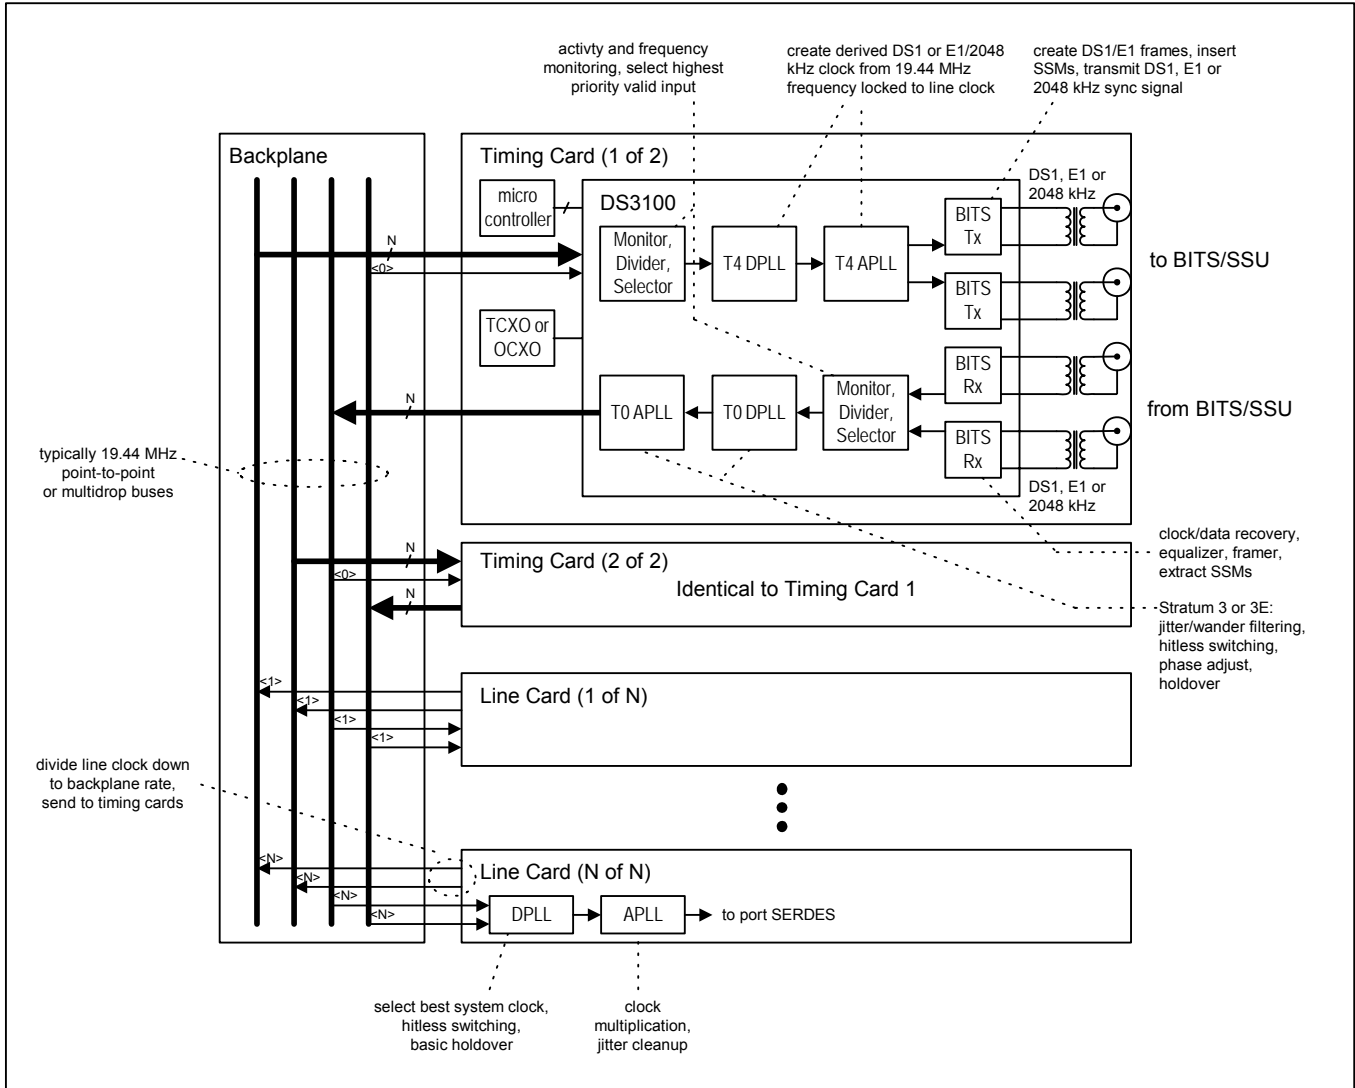 activty and frequency
monitoring, select highest
priority valid input
create derived DS1 or E1/2048
kHz clock from 19.44 MHz
frequency locked to line clock
create DS1/E1 frames, insert
SSMs, transmit DS1, E1 or
2048 kHz sync signal
Backplane
Timing Card (1 of 2)
micro
controller
DS3100
DS1, E1 or
2048 kHz
BITS
Tx
N
<0>
Monitor,
Divider,
Selector
T4 DPLL
T4 APLL
to BITS/SSU
BITS
Tx
TCXO or
OCXO
BITS
Rx
N
T0 APLL
T0 DPLL
Monitor,
Divider,
Selector
from BITS/SSU
BITS
Rx
typically 19.44 MHz
point-to-point
or multidrop buses
DS1, E1 or
2048 kHz
clock/data recovery,
equalizer, framer,
extract SSMs
N
<0>
N
Timing Card (2 of 2)
Identical to Timing Card 1
Stratum 3 or 3E:
jitter/wander filtering,
hitless switching,
phase adjust,
holdover
<1>
<1>
<1>
<1>
Line Card (1 of N)
divide line clock down
to backplane rate,
send to timing cards
<N>
<N>
<N>
<N>
Line Card (N of N)
DPLL
APLL
to port SERDES
select best system clock,
hitless switching,
basic holdover
clock
multiplication,
jitter cleanup